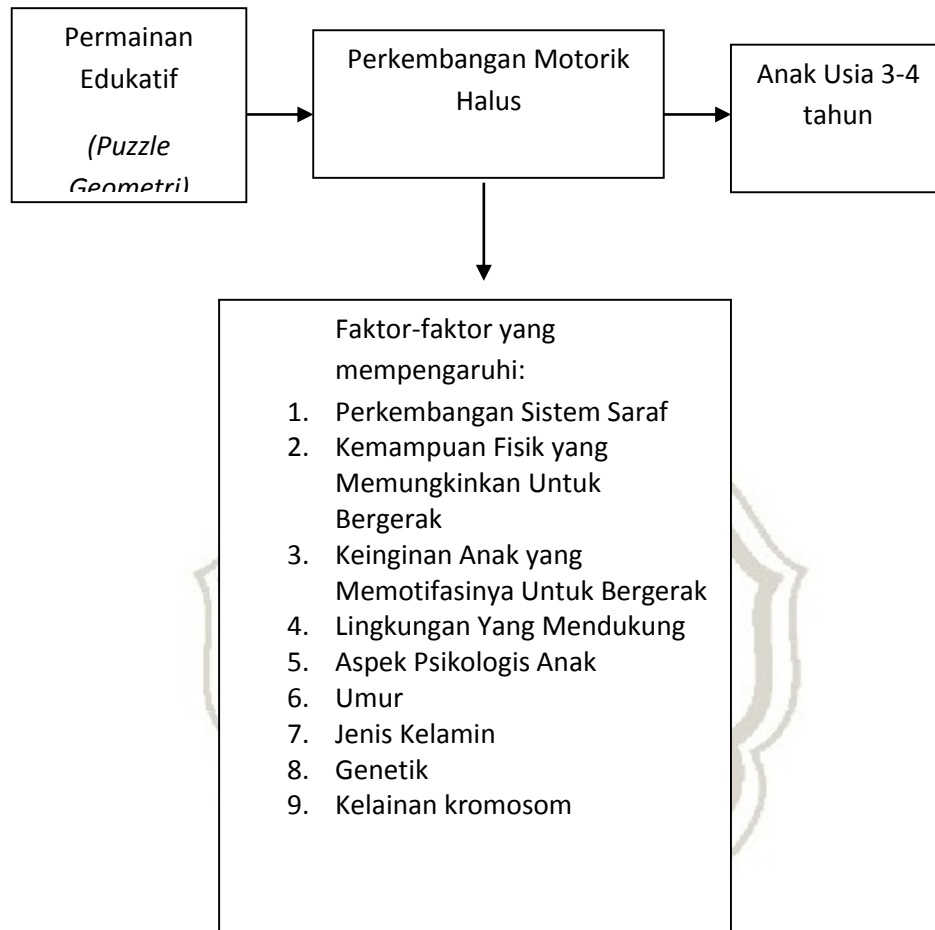 Permainan
Edukatif
(Puzzle
Geometri)
Perkembangan Motorik
Halus
Anak Usia 3-4
tahun
Faktor-faktor yang
mempengaruhi:
1. Perkembangan Sistem Saraf
2. Kemampuan Fisik yang
Memungkinkan Untuk
Bergerak
3. Keinginan Anak yang
Memotifasinya Untuk Bergerak
4. Lingkungan Yang Mendukung
5. Aspek Psikologis Anak
6. Umur
7. Jenis Kelamin
8. Genetik
9. Kelainan kromosom